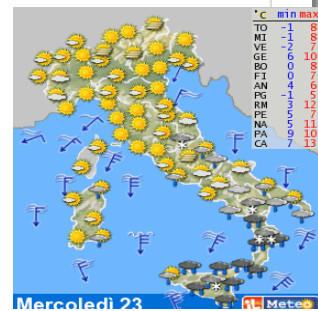 °C min max
TO -1 8
MI -1 8
VE -2 7
GE 6 10
BO 0 8
FI 0 7
AN 4 6
PG -1 5
RM 3 12
PE 5 7
NA 5 11
PA 9 10
CA 7 13
Mercoledì 23
iL Meteo